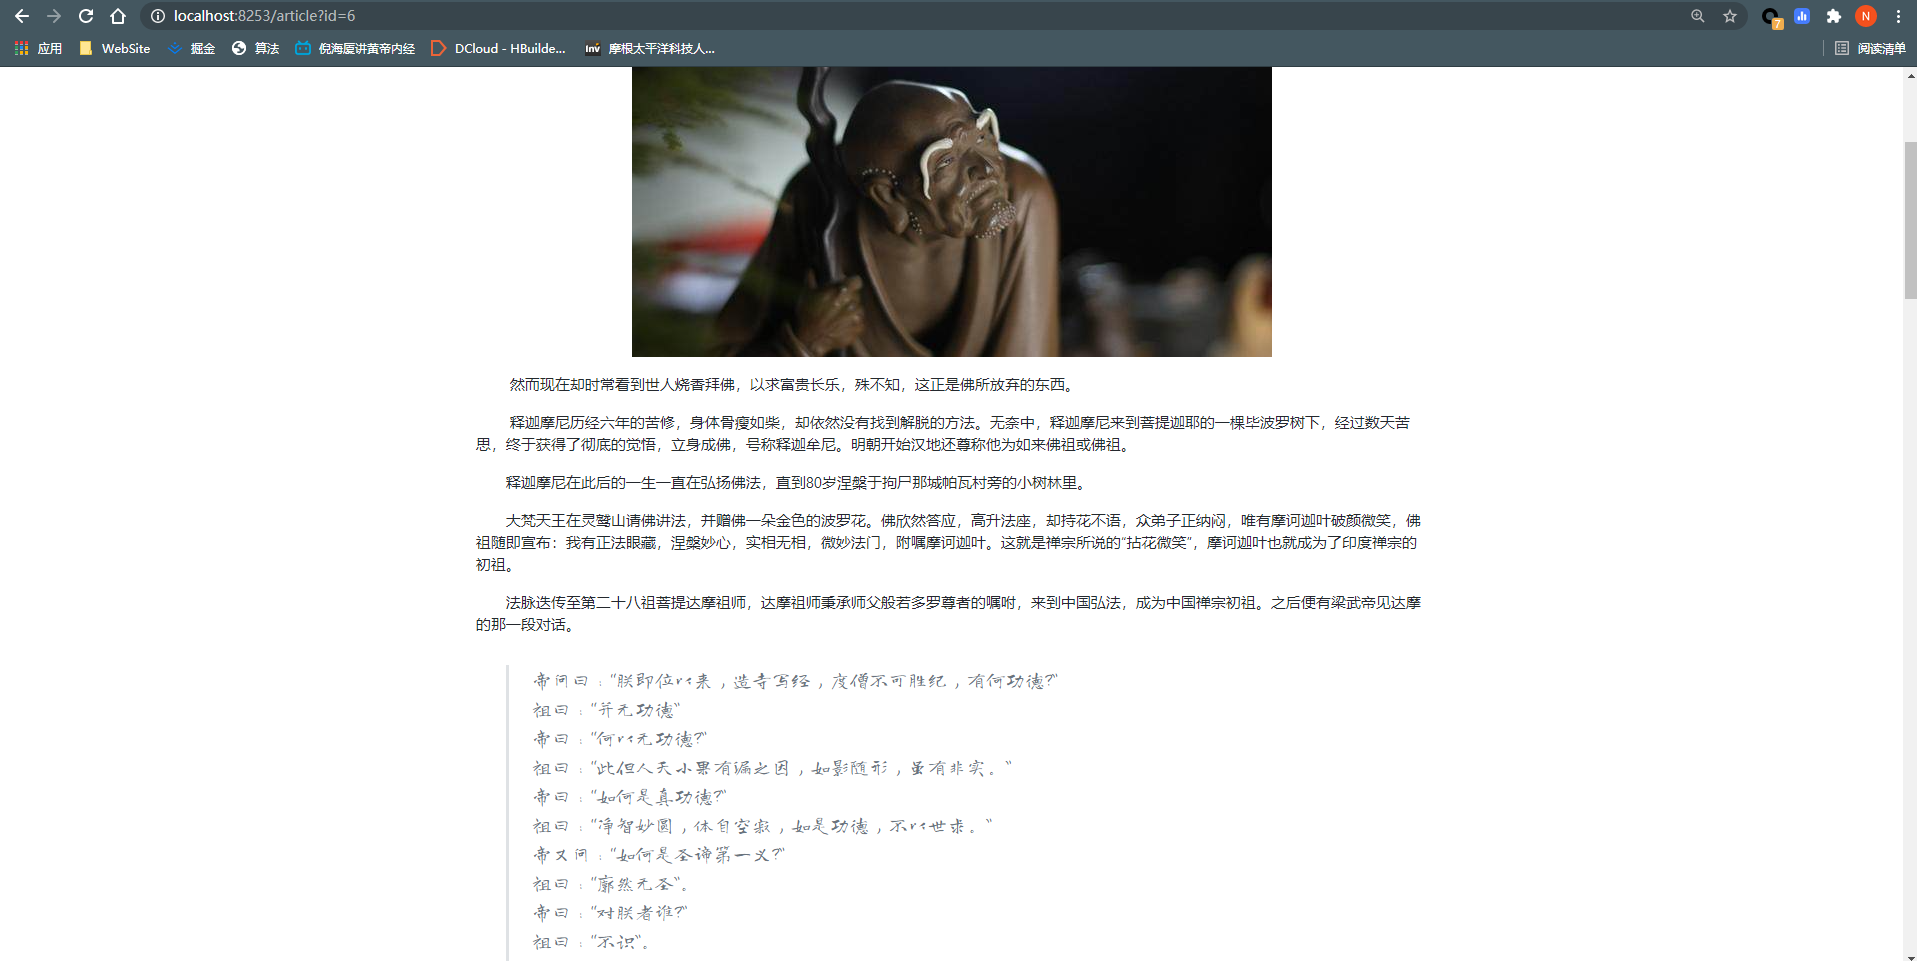 localhost:8253/article?id=6
7
N
应用
WebSite
掘金
算法
倪海厦讲黄帝内经
DCloud - HBuilde...
Inv
摩根太平洋科技人...
阅读清单
然而现在却时常看到世人烧香拜佛，以求富贵长乐，殊不知，这正是佛所放弃的东西。
释迦摩尼历经六年的苦修，身体骨瘦如柴，却依然没有找到解脱的方法。无奈中，释迦摩尼来到菩提迦耶的一棵毕波罗树下，经过数天苦
思，终于获得了彻底的觉悟，立身成佛，号称释迦牟尼。明朝开始汉地还尊称他为如来佛祖或佛祖。
释迦摩尼在此后的一生一直在弘扬佛法，直到80岁涅槃于拘尸那城帕瓦村旁的小树林里。
大梵天王在灵鹫山请佛讲法，并赠佛一朵金色的波罗花。佛欣然答应，高升法座，却持花不语，众弟子正纳闷，唯有摩诃迦叶破颜微笑，佛
祖随即宣布：我有正法眼藏，涅槃妙心，实相无相，微妙法门，附嘱摩诃迦叶。这就是禅宗所说的“拈花微笑”，摩诃迦叶也就成为了印度禅宗的
初祖。
法脉迭传至第二十八祖菩提达摩祖师，达摩祖师秉承师父般若多罗尊者的嘱咐，来到中国弘法，成为中国禅宗初祖。之后便有梁武帝见达摩
的那一段对话。
帝问曰：“朕即位以来，造寺写经，度僧不可胜纪，有何功德?”
祖曰：“并无功德”
帝曰：“何以无功德?”
祖曰：“此但人天小果有漏之因，如影随形，虽有非实。”
帝曰：“如何是真功德?”
祖曰：“净智妙圆，体自空寂，如是功德，不以世求。”
帝又问：“如何是圣谛第一义?”
祖曰：“廓然无圣”。
帝曰：“对朕者谁?”
祖曰：“不识”。